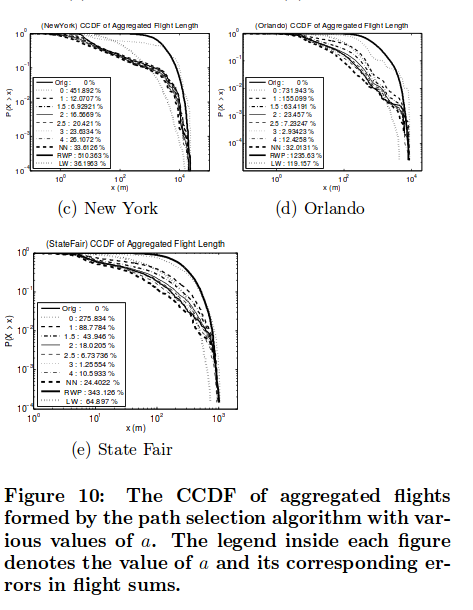 (NewYork) CCDF of Aggregated Flight Length
P(X > x)
10^0
10^-1
10^-2
10^-3
10^-4
Orig : 0 %
0 : 451.892 %
1 : 12.0707 %
1.5 : 6.92921 %
2 : 16.5669 %
2.5 : 20.421 %
3 : 23.6634 %
4 : 26.1072 %
NN : 33.6126 %
RWP : 510.363 %
LW : 36.1963 %
10^0
10^2
10^4
x (m)
(c) New York
(Orlando) CCDF of Aggregated Flight Length
P(X > x)
10^0
10^-1
10^-2
10^-3
10^-4
Orig : 0 %
0 : 731.943 %
1 : 155.099 %
1.5 : 63.4191 %
2 : 23.457 %
2.5 : 7.23247 %
3 : 2.93423 %
4 : 12.4258 %
NN : 32.0131 %
RWP : 1235.63 %
LW : 119.157 %
10^0
10^2
10^4
x (m)
(d) Orlando
(StateFair) CCDF of Aggregated Flight Length
P(X > x)
10^0
10^-1
10^-2
10^-3
10^-4
Orig : 0 %
0 : 275.834 %
1 : 88.7784 %
1.5 : 43.946 %
2 : 18.0205 %
2.5 : 6.73736 %
3 : 1.25554 %
4 : 10.5933 %
NN : 24.4022 %
RWP : 343.126 %
LW : 64.897 %
10^0
10^1
10^2
10^3
x (m)
(e) State Fair
Figure 10: The CCDF of aggregated flights
formed by the path selection algorithm with var-
ious values of a. The legend inside each figure
denotes the value of a and its corresponding er-
rors in flight sums.